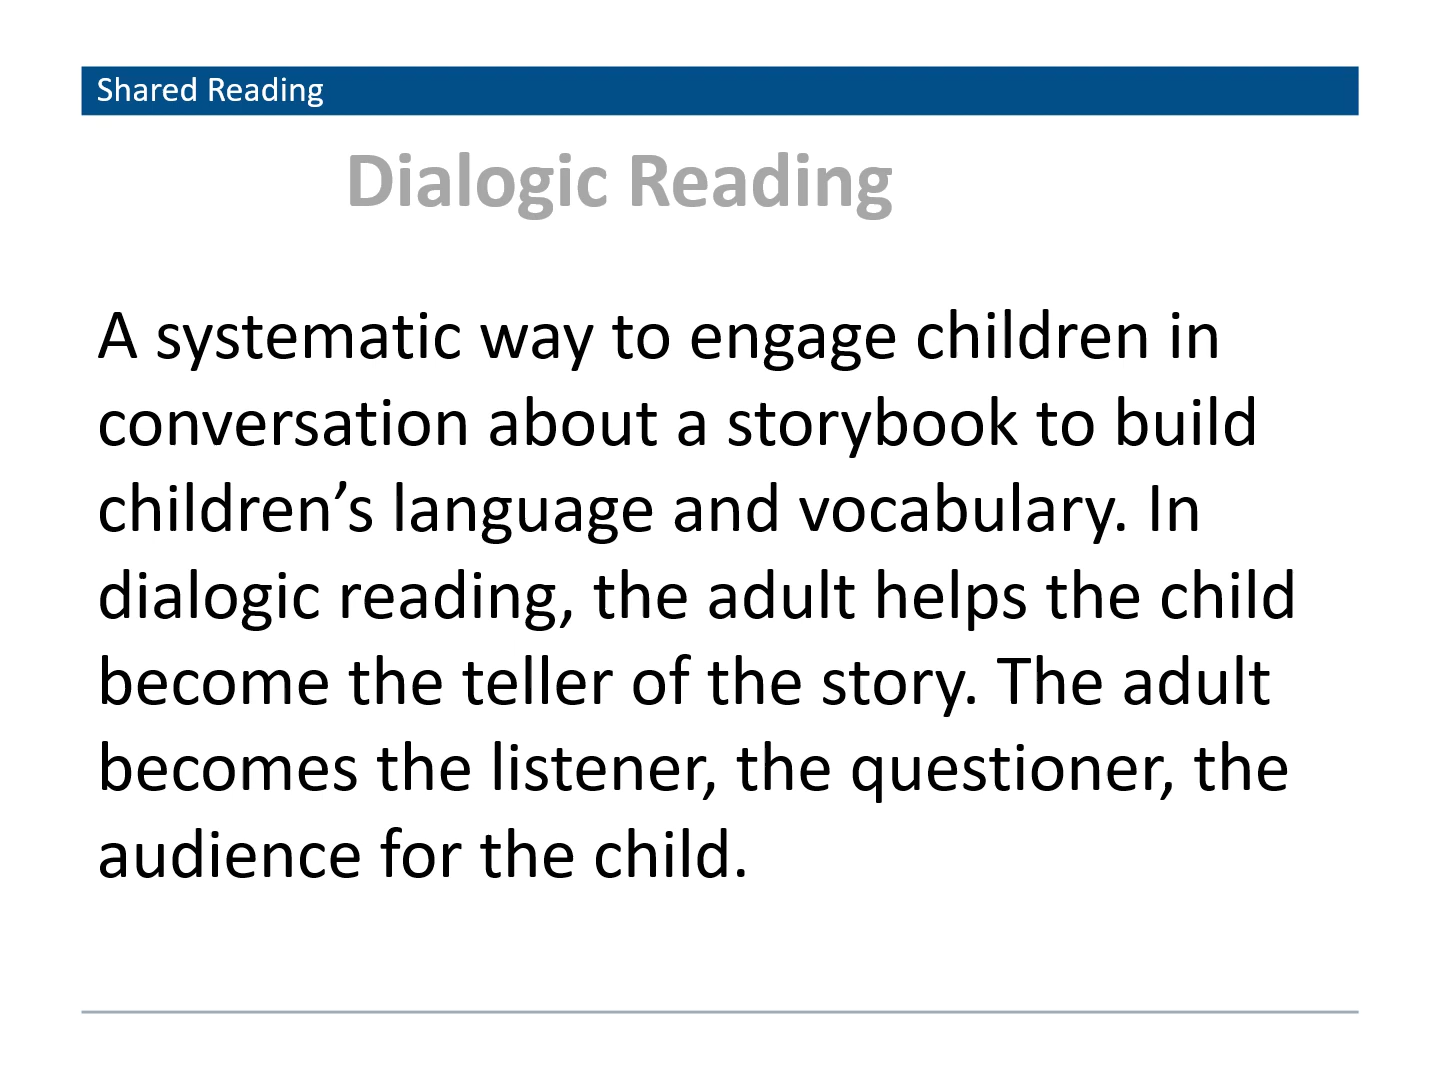 Shared Reading
Dialogic Reading
A systematic way to engage children in
conversation about a storybook to build
children’s language and vocabulary. In
dialogic reading, the adult helps the child
become the teller of the story. The adult
becomes the listener, the questioner, the
audience for the child.